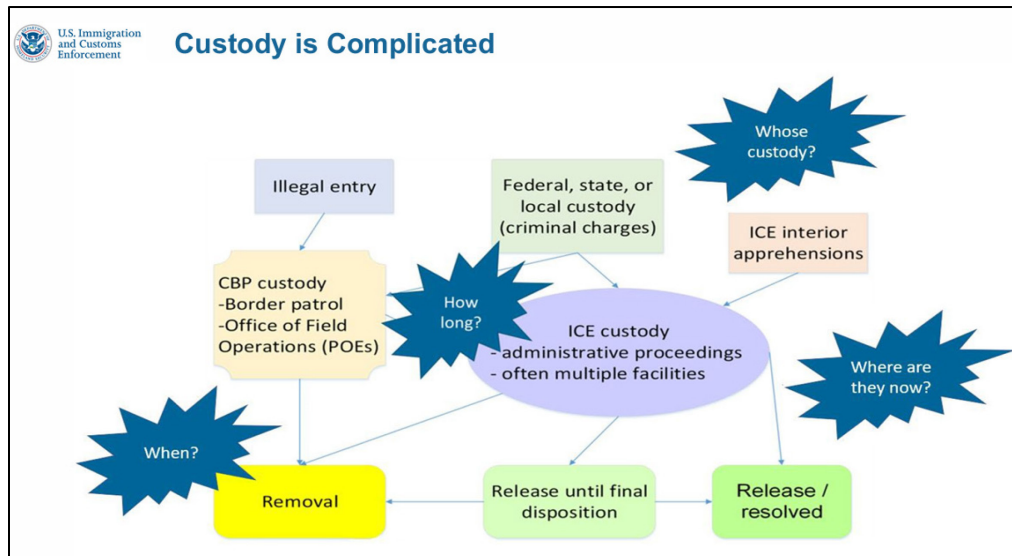 U.S. Immigration
and Customs
Enforcement
Custody is Complicated
Whose
custody?
Illegal entry
Federal, state, or
local custody
(criminal charges)
ICE interior
apprehensions
CBP custody
-Border patrol
-Office of Field
Operations (POEs)
How
long?
ICE custody
- administrative proceedings
- often multiple facilities
Where are
they now?
When?
Removal
Release until final
disposition
Release /
resolved